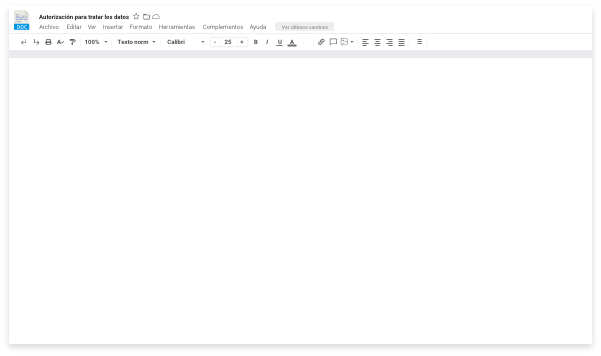 Autorización para tratar los datos
DOC
Archivo Editar Ver Insertar Formato Herramientas Complementos Ayuda Ver últimos cambios
100% Texto norm Calibri - 25 + B I U A